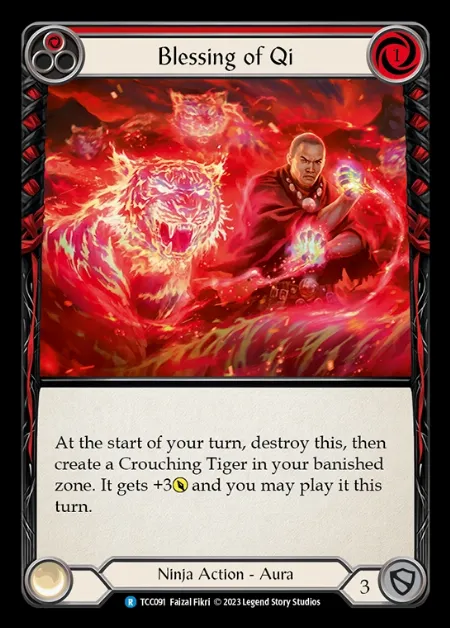 Blessing of Qi
I
At the start of your turn, destroy this, then
create a Crouching Tiger in your banished
zone. It gets +3 and you may play it this
turn.
Ninja Action - Aura
3
R TCC091 Faizal Fikri © 2023 Legend Story Studios